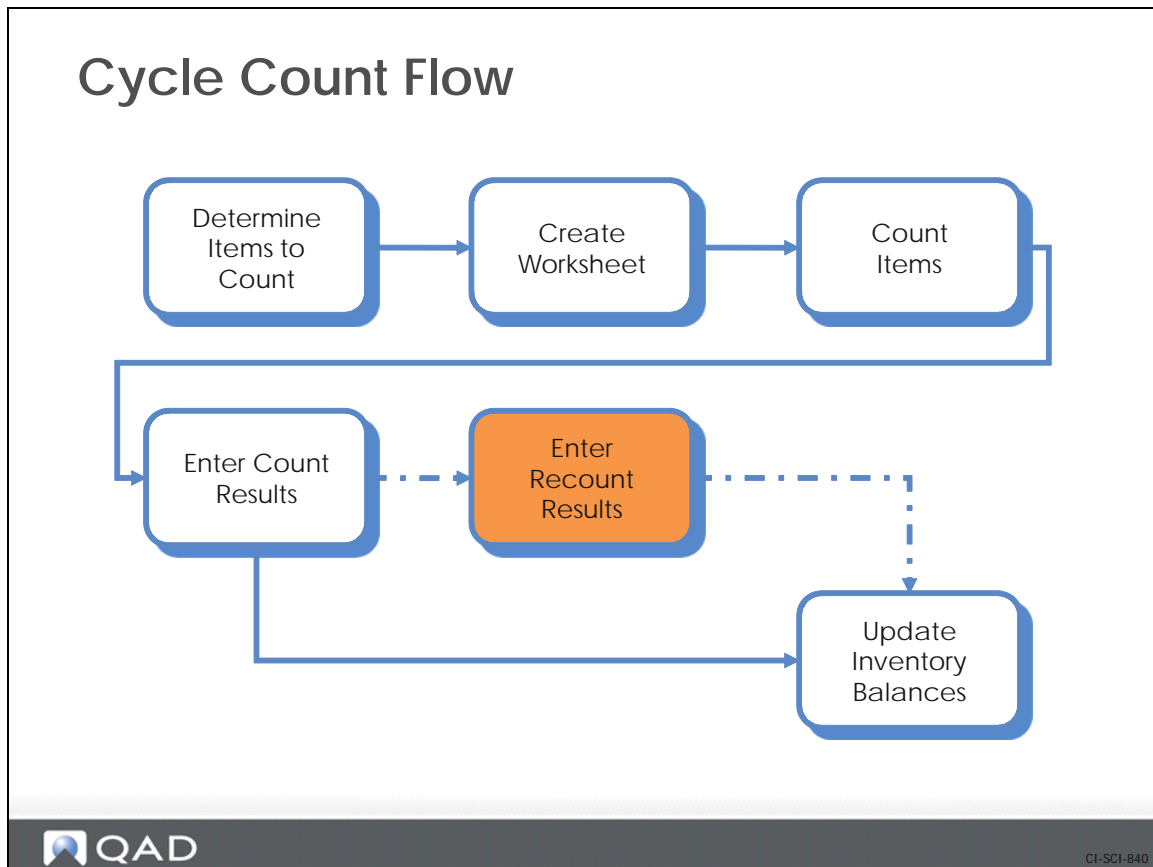 Cycle Count Flow
Determine
Items to
Count
Create
Worksheet
Count
Items
Enter Count
Results
Enter
Recount
Results
Update
Inventory
Balances
QAD
CI-SCI-840